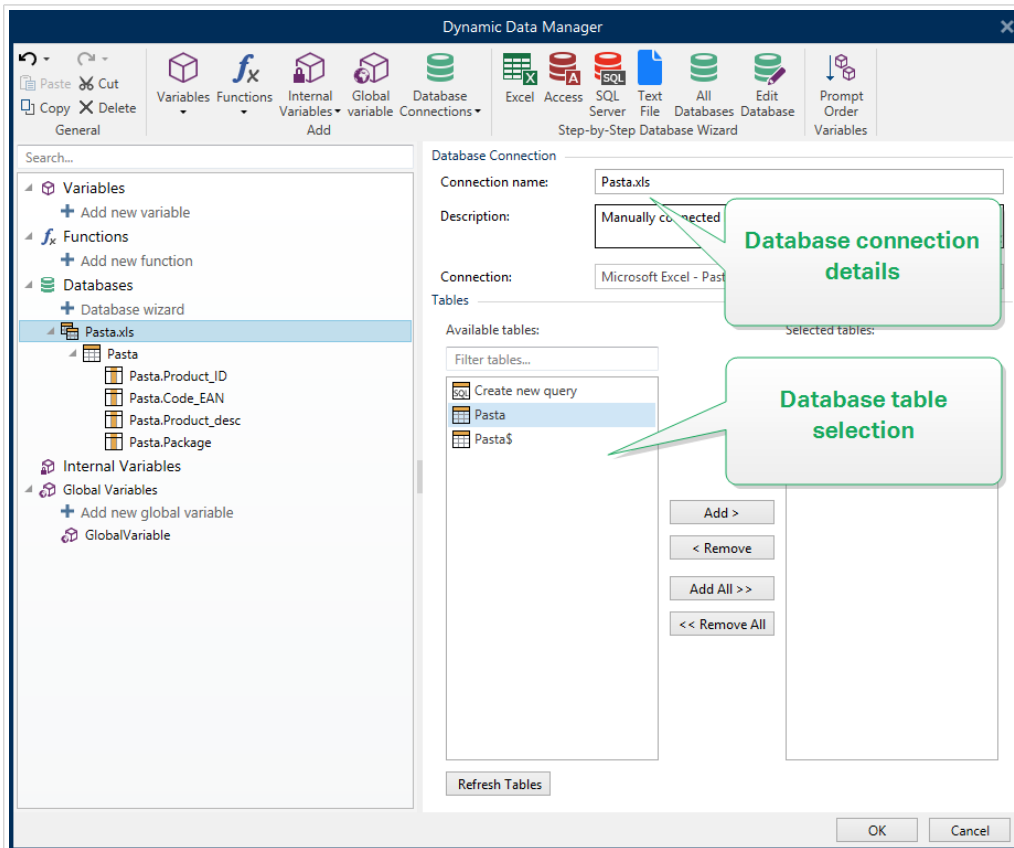 Dynamic Data Manager
Paste Cut
Copy Delete
General
Variables Functions Internal Variables Global variable Database Connections
Add
Excel Access SQL Server Text File All Databases Edit Database
Step-by-Step Database Wizard
Prompt Order
Variables
Search...
Variables
Add new variable
Functions
Add new function
Databases
Database wizard
Pasta.xls
Pasta
Pasta.Product_ID
Pasta.Code_EAN
Pasta.Product_desc
Pasta.Package
Internal Variables
Global Variables
Add new global variable
GlobalVariable
Database Connection
Connection name: Pasta.xls
Description: Manually connected
Connection: Microsoft Excel - Past
Database connection
details
Tables
Available tables:
Selected tables:
Filter tables...
SQL Create new query
Pasta
Pasta$
Database table
selection
Add >
< Remove
Add All >>
<< Remove All
Refresh Tables
OK Cancel